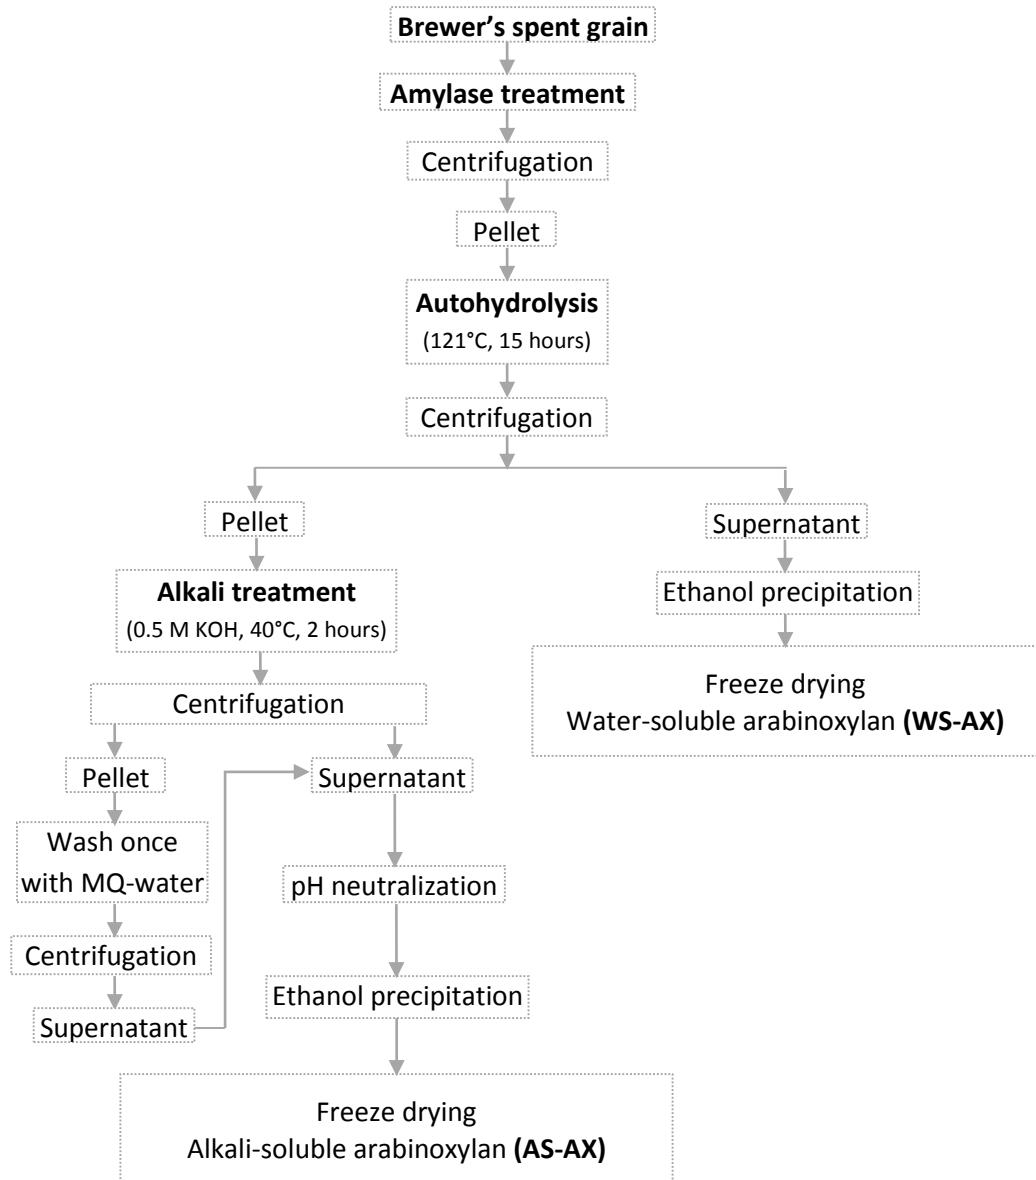 Brewer’s spent grain
Amylase treatment
Centrifugation
Pellet
Autohydrolysis
(121°C, 15 hours)
Centrifugation
Pellet
Supernatant
Alkali treatment
(0.5 M KOH, 40°C, 2 hours)
Ethanol precipitation
Freeze drying
Water-soluble arabinoxylan (WS-AX)
Centrifugation
Pellet
Supernatant
Wash once
with MQ-water
pH neutralization
Centrifugation
Supernatant
Ethanol precipitation
Freeze drying
Alkali-soluble arabinoxylan (AS-AX)